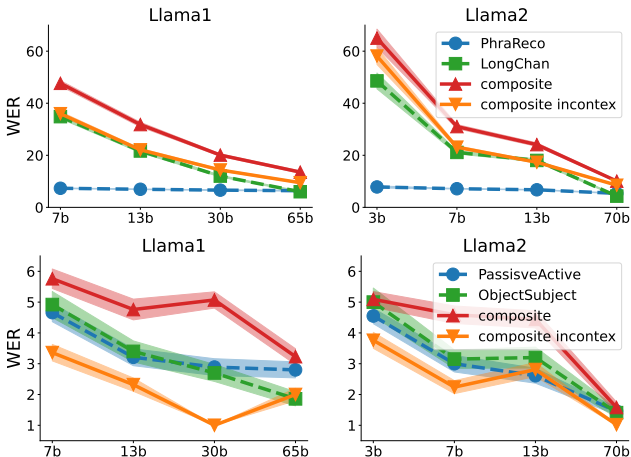 Llama1
WER
60
40
20
0
7b 13b 30b 65b
Llama2
60
40
20
0
3b 7b 13b 70b
PhraReco
LongChan
composite
composite incontex
Llama1
WER
6
5
4
3
2
1
7b 13b 30b 65b
Llama2
6
5
4
3
2
1
3b 7b 13b 70b
PassisveActive
ObjectSubject
composite
composite incontex